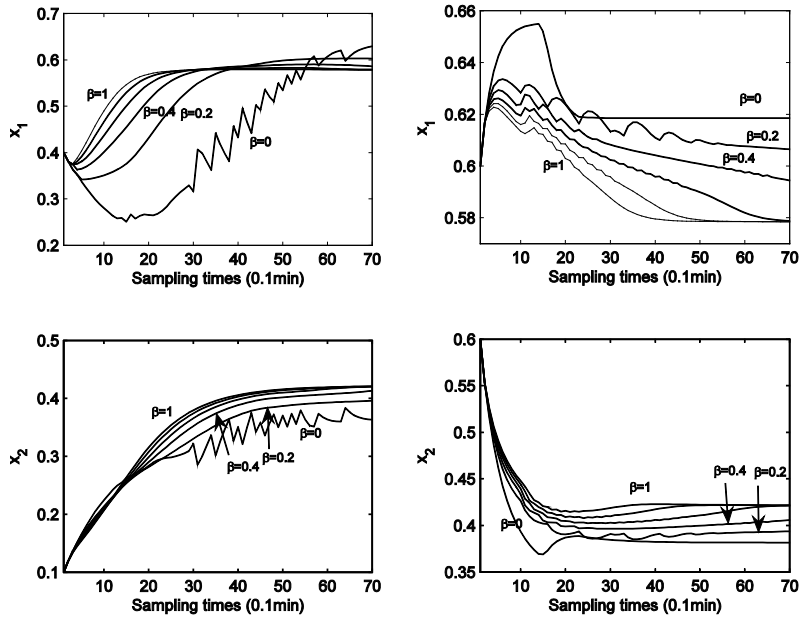 0.7
0.6
0.5
0.4
0.3
0.2
x1
β=1
β=0.4
β=0.2
β=0
10 20 30 40 50 60 70
Sampling times (0.1min)
0.66
0.64
0.62
0.6
0.58
x1
β=0
β=0.2
β=0.4
β=1
10 20 30 40 50 60 70
Sampling times (0.1min)
0.5
0.4
0.3
0.2
0.1
x2
β=1
β=0
β=0.2
β=0.4
10 20 30 40 50 60 70
Sampling times (0.1min)
0.6
0.55
0.5
0.45
0.4
0.35
x2
β=0.4
β=0.2
β=1
β=0
10 20 30 40 50 60 70
Sampling times (0.1min)